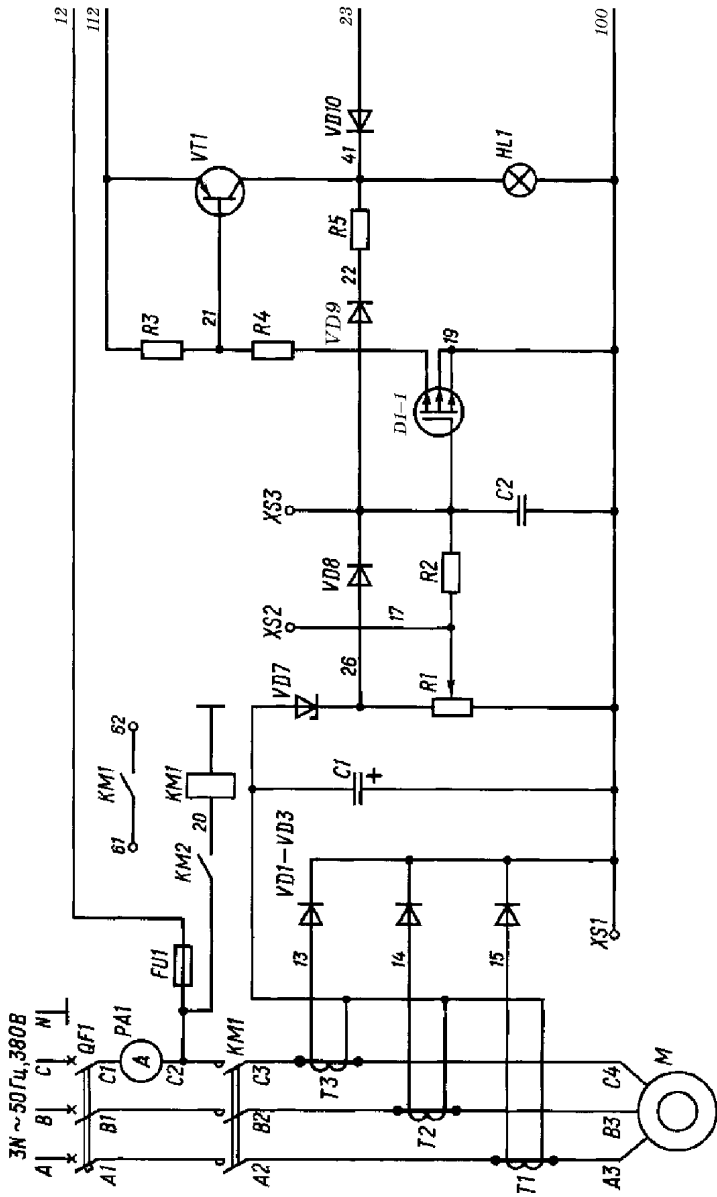 12
112
23
100
3N ~ 50Гц, 380В
A
B
C
N
QF1
A1
B1
C1
PA1
A
C2
FU1
KM1
A2
B2
C3
KM2
20
KM1
61
KM1
62
T3
T2
T1
13
14
15
VD1-VD3
A3
B3
C4
M
XS1
C1
+
VD7
26
R1
XS2
17
VD8
R2
XS3
C2
D1-1
19
VD9
22
R5
R3
21
R4
VT1
41
VD10
HL1